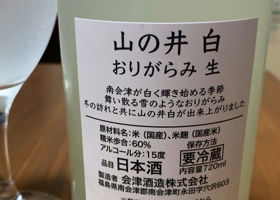 山の井 白
おりがらみ 生
南会津が白く輝き始める季節
舞い散る雪のようなおりがらみ
冬の訪れと共に山の井白が出来上がりました
原材料名：米（国産）、米麹（国産米）
精米歩合：60％
アルコール分：15度
保存方法
要冷蔵
品目 日本酒
内容量720ml
製造者 会津酒造株式会社
福島県南会津郡南会津町永田字穴沢603